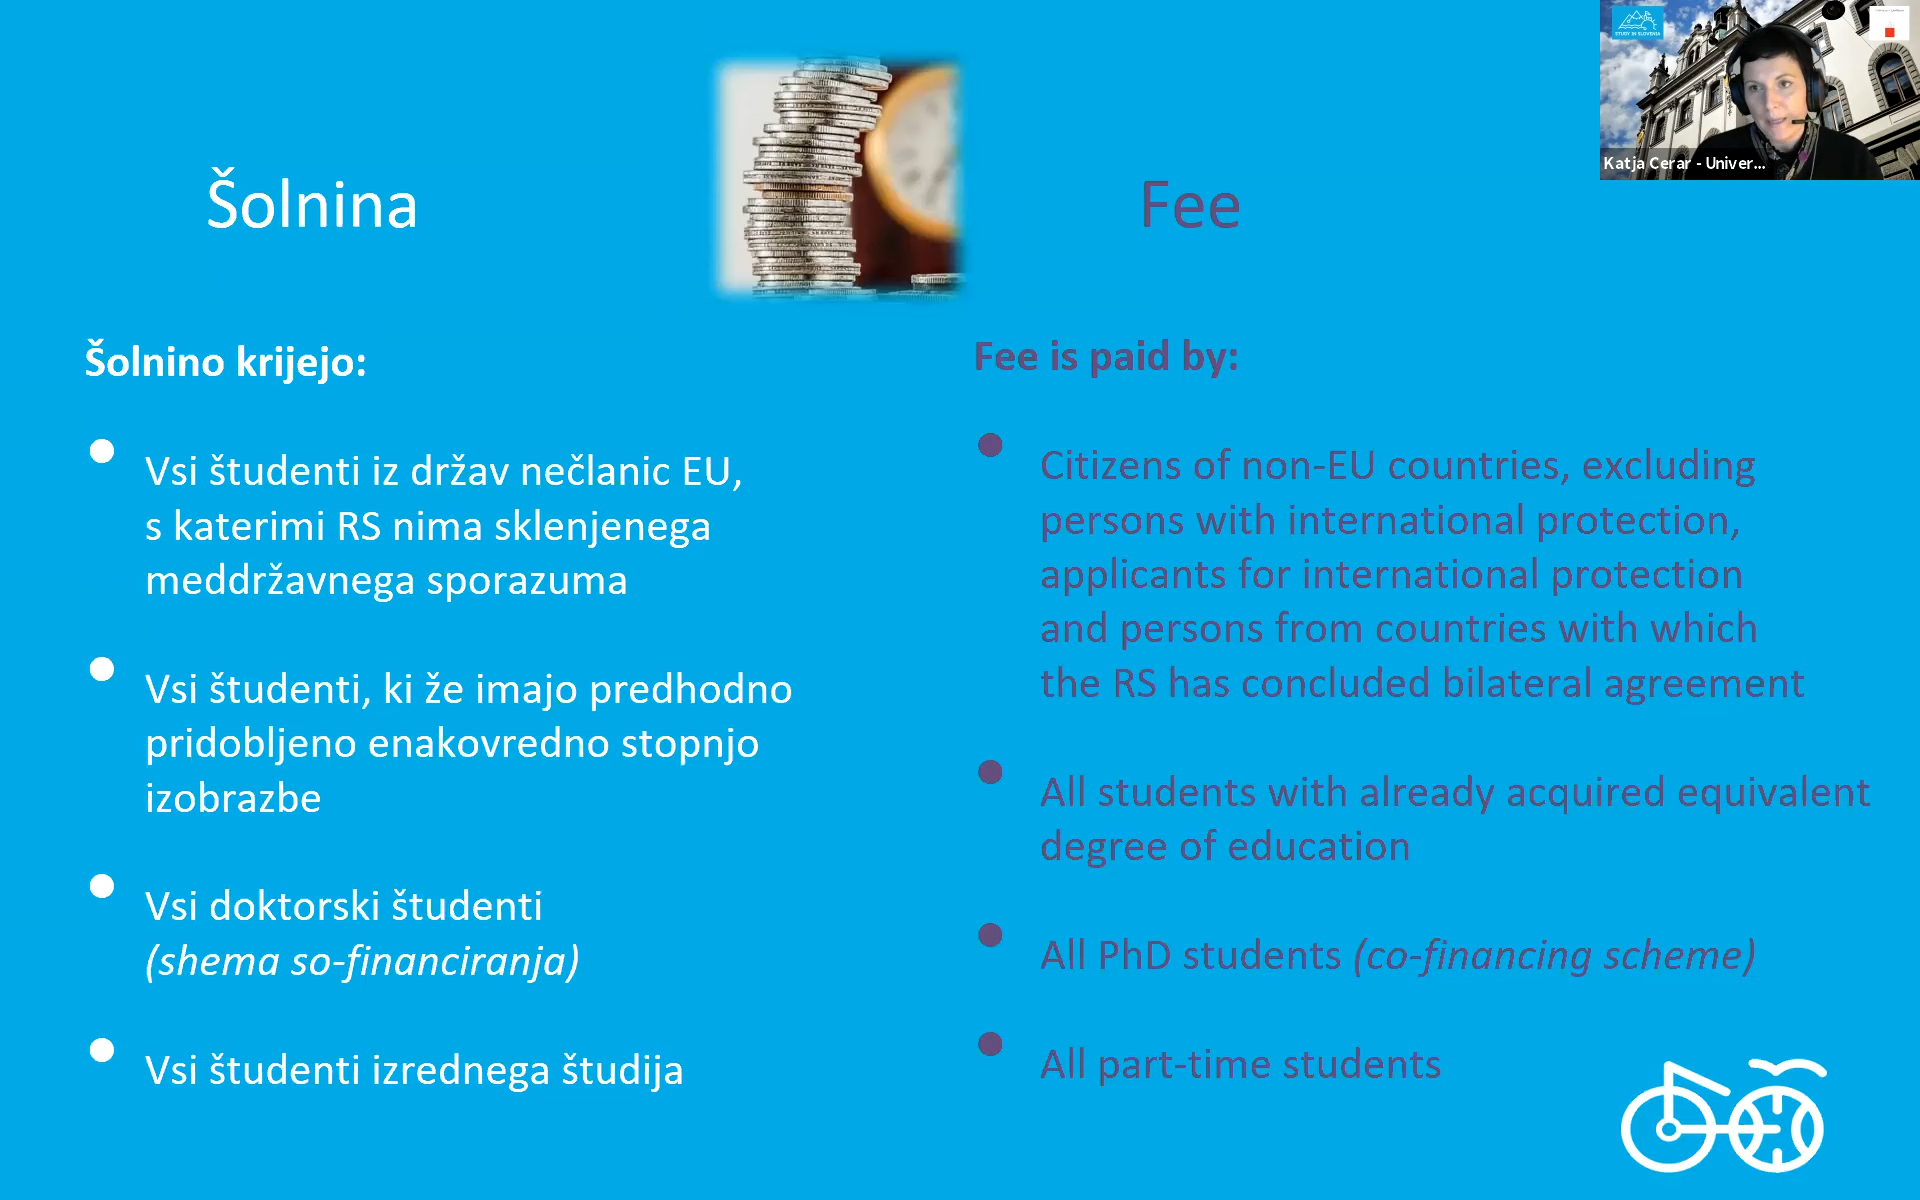 Šolnina
Šolnino krijejo:
Vsi študenti iz držav nečlanic EU,
s katerimi RS nima sklenjenega
meddržavnega sporazuma
Vsi študenti, ki že imajo predhodno
pridobljeno enakovredno stopnjo
izobrazbe
Vsi doktorski študenti
(shema so-financiranja)
Vsi študenti izrednega študija
Fee
Fee is paid by:
Citizens of non-EU countries, excluding
persons with international protection,
applicants for international protection
and persons from countries with which
the RS has concluded bilateral agreement
All students with already acquired equivalent
degree of education
All PhD students (co-financing scheme)
All part-time students
STUDY IN SLOVENIA
Katja Cerar - Univer...